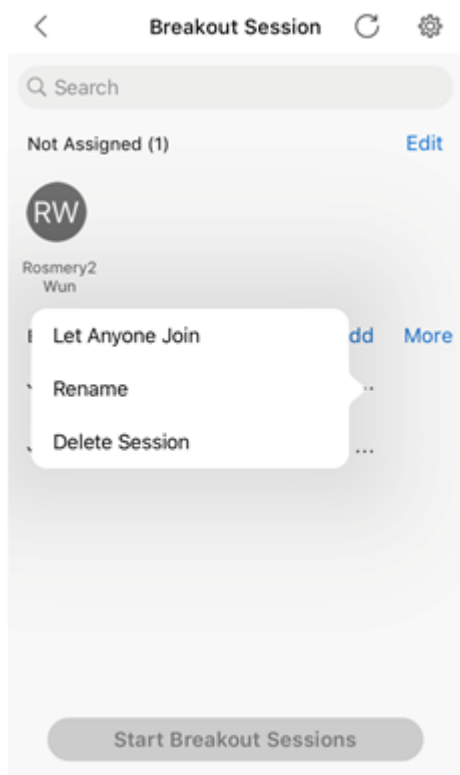 Breakout Session
Search
Not Assigned (1)
Edit
RW
Rosmery2
Wun
Let Anyone Join
More
Rename
...
Delete Session
...
Start Breakout Sessions